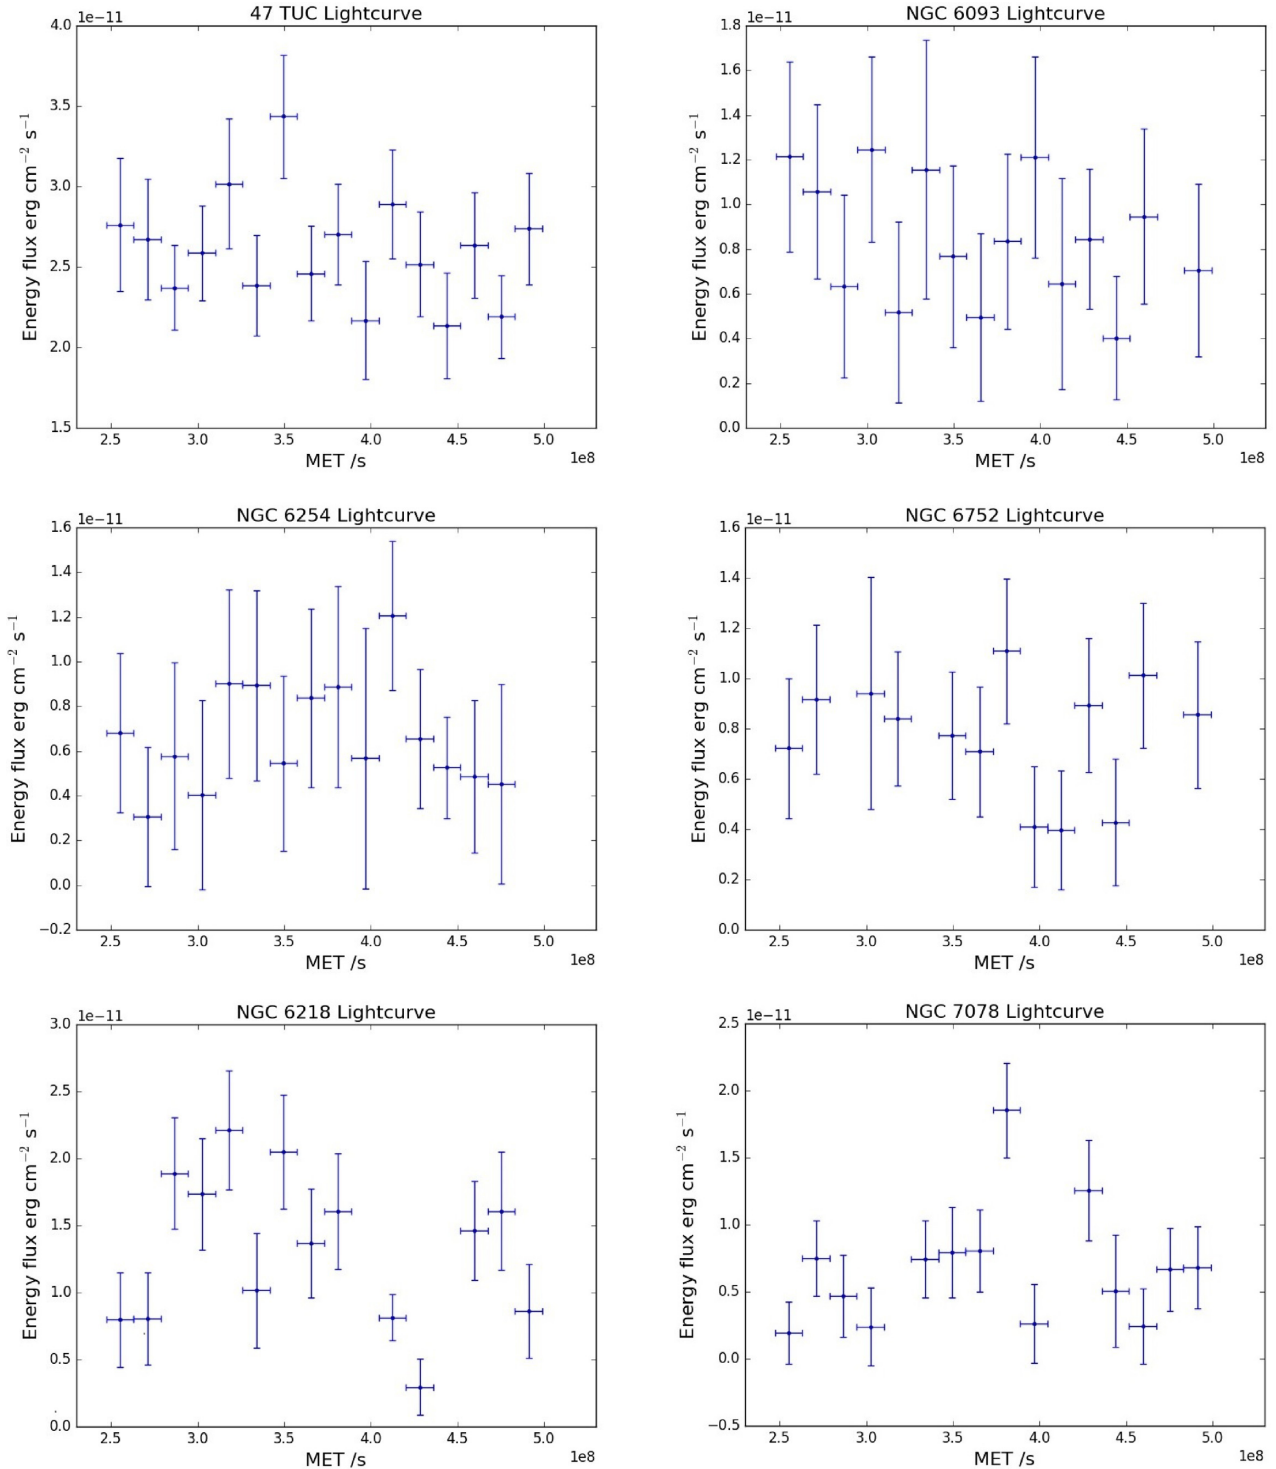 47 TUC Lightcurve
1e−11
4.0
3.5
3.0
2.5
2.0
1.5
Energy flux erg cm−2 s−1
2.5 3.0 3.5 4.0 4.5 5.0
1e8
MET /s
NGC 6093 Lightcurve
1e−11
1.8
1.6
1.4
1.2
1.0
0.8
0.6
0.4
0.2
0.0
Energy flux erg cm−2 s−1
2.5 3.0 3.5 4.0 4.5 5.0
1e8
MET /s
NGC 6254 Lightcurve
1e−11
1.6
1.4
1.2
1.0
0.8
0.6
0.4
0.2
0.0
−0.2
Energy flux erg cm−2 s−1
2.5 3.0 3.5 4.0 4.5 5.0
1e8
MET /s
NGC 6752 Lightcurve
1e−11
1.6
1.4
1.2
1.0
0.8
0.6
0.4
0.2
0.0
Energy flux erg cm−2 s−1
2.5 3.0 3.5 4.0 4.5 5.0
1e8
MET /s
NGC 6218 Lightcurve
1e−11
3.0
2.5
2.0
1.5
1.0
0.5
0.0
Energy flux erg cm−2 s−1
2.5 3.0 3.5 4.0 4.5 5.0
1e8
MET /s
NGC 7078 Lightcurve
1e−11
2.5
2.0
1.5
1.0
0.5
0.0
−0.5
Energy flux erg cm−2 s−1
2.5 3.0 3.5 4.0 4.5 5.0
1e8
MET /s